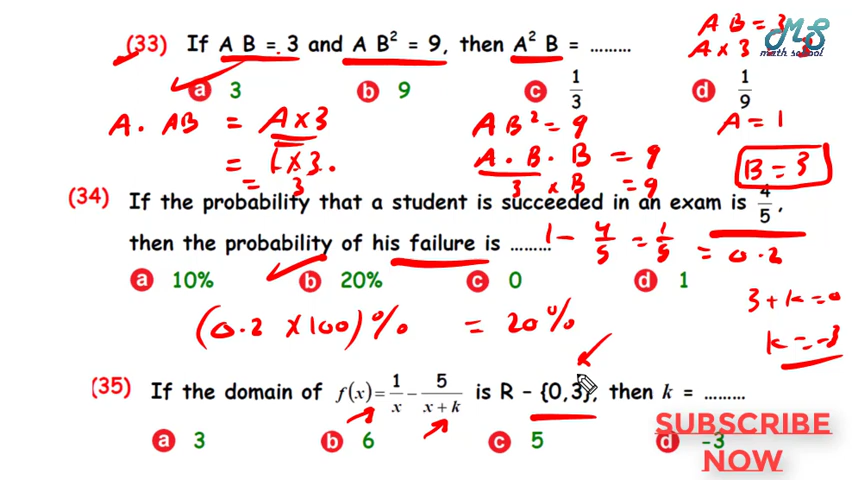 (33) If A B = 3 and A B² = 9, then A² B = .........
a 3 b 9 c 1/3 d 1/9
A B = 3
A × 3 3
MS
math school
A = 1
B = 3
A . AB = A × 3
= 1 × 3 .
= 3
A B² = 9
A . B . B = 9
3 × B = 9
(34) If the probability that a student is succeeded in an exam is 4/5,
then the probability of his failure is .........
1 - 4/5 = 1/5 = 0.2
a 10% b 20% c 0 d 1
(0.2 × 100) % = 20%
3 + k = 0
k = -3
(35) If the domain of f(x) = 1/x - 5/(x + k) is R - {0,3}, then k = .........
a 3 b 6 c 5 d -3
SUBSCRIBE
NOW